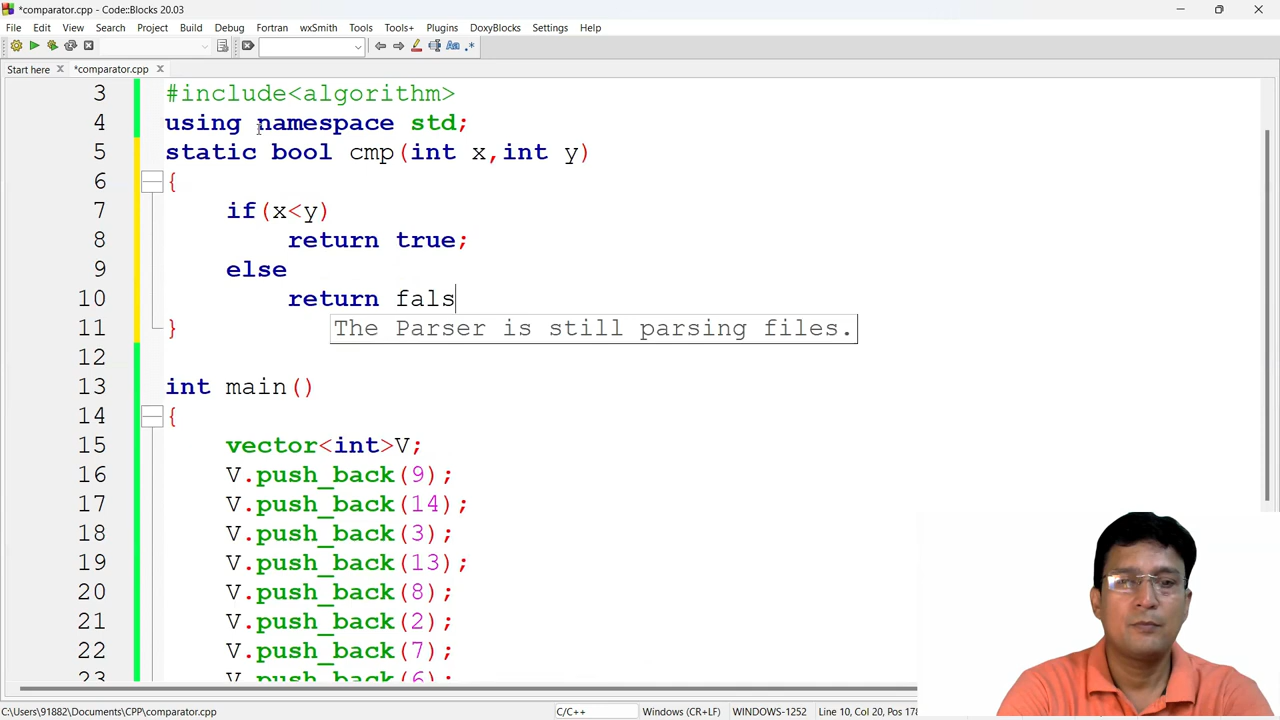 *comparator.cpp - Code::Blocks 20.03
File Edit View Search Project Build Debug Fortran wxSmith Tools Tools+ Plugins DoxyBlocks Settings Help
Start here *comparator.cpp
3 #include<algorithm>
4 using namespace std;
5 static bool cmp(int x,int y)
6 {
7 if(x<y)
8 return true;
9 else
10 return fals
11 }
The Parser is still parsing files.
12
13 int main()
14 {
15 vector<int>V;
16 V.push_back(9);
17 V.push_back(14);
18 V.push_back(3);
19 V.push_back(13);
20 V.push_back(8);
21 V.push_back(2);
22 V.push_back(7);
23 V.push_back(6);
C:\Users\91882\Documents\CPP\comparator.cpp C/C++ Windows (CR+LF) WINDOWS-1252 Line 10, Col 20, Pos 178